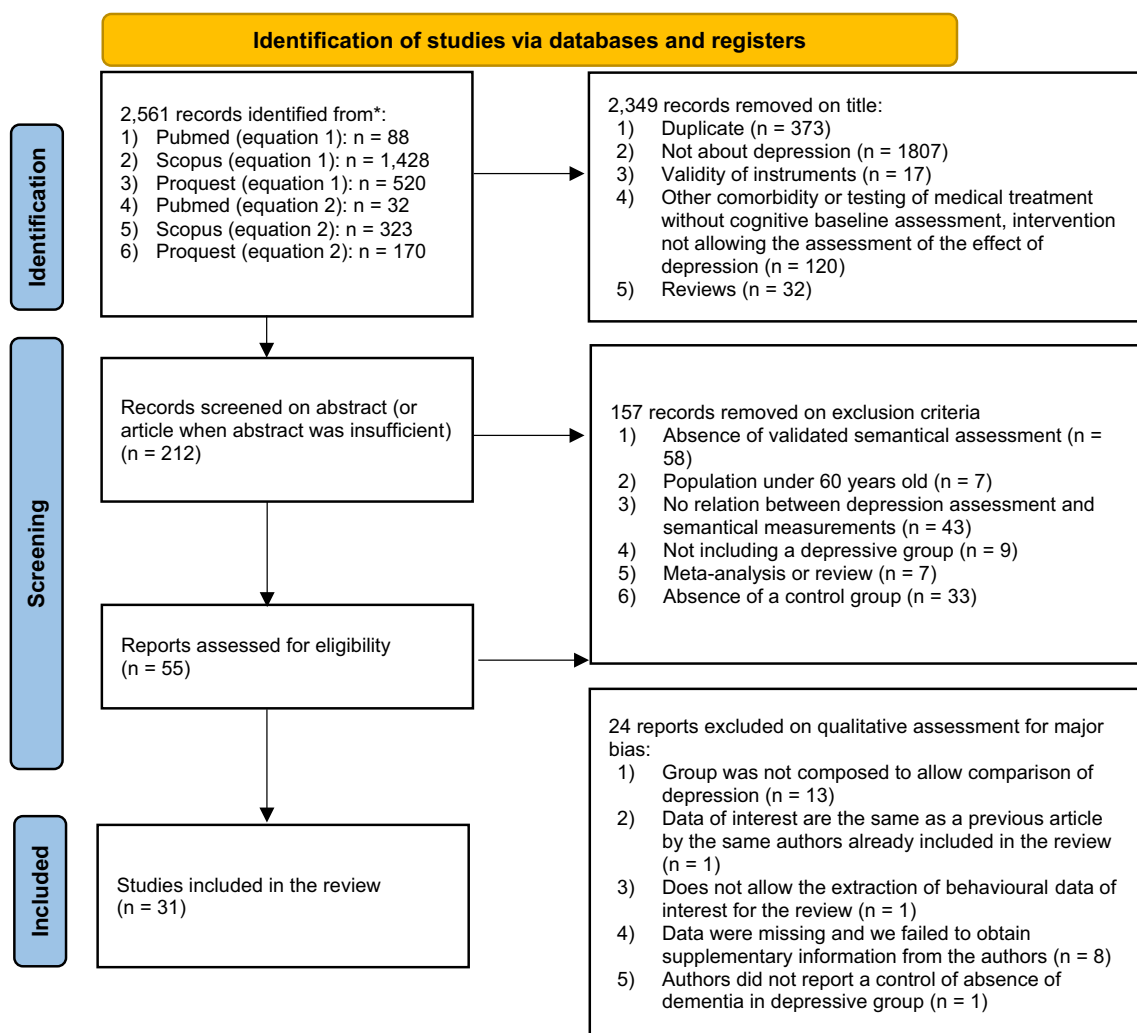 Identification of studies via databases and registers
Identification
2,561 records identified from*:
1) Pubmed (equation 1): n = 88
2) Scopus (equation 1): n = 1,428
3) Proquest (equation 1): n = 520
4) Pubmed (equation 2): n = 32
5) Scopus (equation 2): n = 323
6) Proquest (equation 2): n = 170
2,349 records removed on title:
1) Duplicate (n = 373)
2) Not about depression (n = 1807)
3) Validity of instruments (n = 17)
4) Other comorbidity or testing of medical treatment
without cognitive baseline assessment, intervention
not allowing the assessment of the effect of
depression (n = 120)
5) Reviews (n = 32)
Screening
Records screened on abstract (or
article when abstract was insufficient)
(n = 212)
157 records removed on exclusion criteria
1) Absence of validated semantical assessment (n =
58)
2) Population under 60 years old (n = 7)
3) No relation between depression assessment and
semantical measurements (n = 43)
4) Not including a depressive group (n = 9)
5) Meta-analysis or review (n = 7)
6) Absence of a control group (n = 33)
Reports assessed for eligibility
(n = 55)
24 reports excluded on qualitative assessment for major
bias:
1) Group was not composed to allow comparison of
depression (n = 13)
2) Data of interest are the same as a previous article
by the same authors already included in the review
(n = 1)
3) Does not allow the extraction of behavioural data of
interest for the review (n = 1)
4) Data were missing and we failed to obtain
supplementary information from the authors (n = 8)
5) Authors did not report a control of absence of
dementia in depressive group (n = 1)
Included
Studies included in the review
(n = 31)